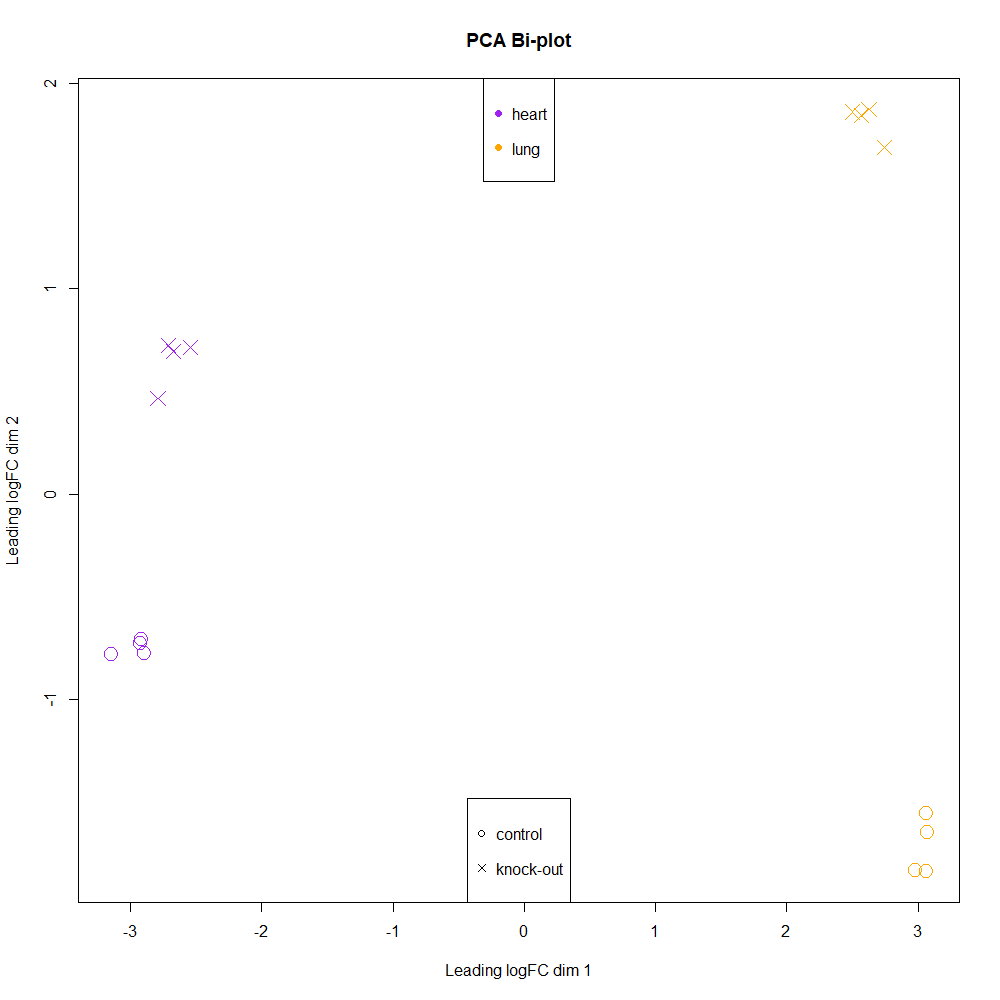 PCA Bi-plot
heart
lung
control
knock-out
2
1
0
-1
Leading logFC dim 2
-3 -2 -1 0 1 2 3
Leading logFC dim 1